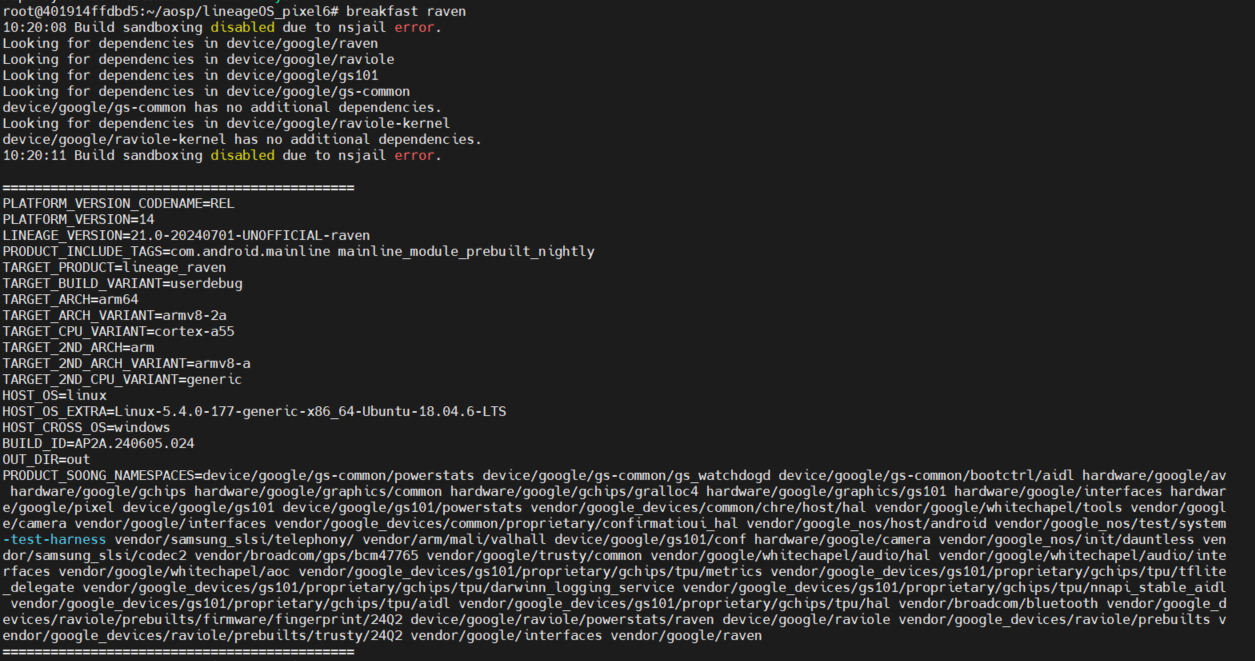 root@401914ffdbd5:~/aosp/lineageOS_pixel6# breakfast raven
10:20:08 Build sandboxing disabled due to nsjail error.
Looking for dependencies in device/google/raven
Looking for dependencies in device/google/raviole
Looking for dependencies in device/google/gs101
Looking for dependencies in device/google/gs-common
device/google/gs-common has no additional dependencies.
Looking for dependencies in device/google/raviole-kernel
device/google/raviole-kernel has no additional dependencies.
10:20:11 Build sandboxing disabled due to nsjail error.
============================================
PLATFORM_VERSION_CODENAME=REL
PLATFORM_VERSION=14
LINEAGE_VERSION=21.0-20240701-UNOFFICIAL-raven
PRODUCT_INCLUDE_TAGS=com.android.mainline mainline_module_prebuilt_nightly
TARGET_PRODUCT=lineage_raven
TARGET_BUILD_VARIANT=userdebug
TARGET_ARCH=arm64
TARGET_ARCH_VARIANT=armv8-2a
TARGET_CPU_VARIANT=cortex-a55
TARGET_2ND_ARCH=arm
TARGET_2ND_ARCH_VARIANT=armv8-a
TARGET_2ND_CPU_VARIANT=generic
HOST_OS=linux
HOST_OS_EXTRA=Linux-5.4.0-177-generic-x86_64-Ubuntu-18.04.6-LTS
HOST_CROSS_OS=windows
BUILD_ID=AP2A.240605.024
OUT_DIR=out
PRODUCT_SOONG_NAMESPACES=device/google/gs-common/powerstats device/google/gs-common/gs_watchdogd device/google/gs-common/bootctrl/aidl hardware/google/av
 hardware/google/gchips hardware/google/graphics/common hardware/google/gchips/gralloc4 hardware/google/graphics/gs101 hardware/google/interfaces hardwar
e/google/pixel device/google/gs101 device/google/gs101/powerstats vendor/google_devices/common/chre/host/hal vendor/google/whitechapel/tools vendor/googl
e/camera vendor/google/interfaces vendor/google_devices/common/proprietary/confirmatioui_hal vendor/google_nos/host/android vendor/google_nos/test/system
-test-harness vendor/samsung_slsi/telephony/ vendor/arm/mali/valhall device/google/gs101/conf hardware/google/camera vendor/google_nos/init/dauntless ven
dor/samsung_slsi/codec2 vendor/broadcom/gps/bcm47765 vendor/google/trusty/common vendor/google/whitechapel/audio/hal vendor/google/whitechapel/audio/inte
rfaces vendor/google/whitechapel/aoc vendor/google_devices/gs101/proprietary/gchips/tpu/metrics vendor/google_devices/gs101/proprietary/gchips/tpu/tflite
_delegate vendor/google_devices/gs101/proprietary/gchips/tpu/darwinn_logging_service vendor/google_devices/gs101/proprietary/gchips/tpu/nnapi_stable_aidl
 vendor/google_devices/gs101/proprietary/gchips/tpu/aidl vendor/google_devices/gs101/proprietary/gchips/tpu/hal vendor/broadcom/bluetooth vendor/google_d
evices/raviole/prebuilts/firmware/fingerprint/24Q2 device/google/raviole/powerstats/raven device/google/raviole vendor/google_devices/raviole/prebuilts v
endor/google_devices/raviole/prebuilts/trusty/24Q2 vendor/google/interfaces vendor/google/raven
============================================